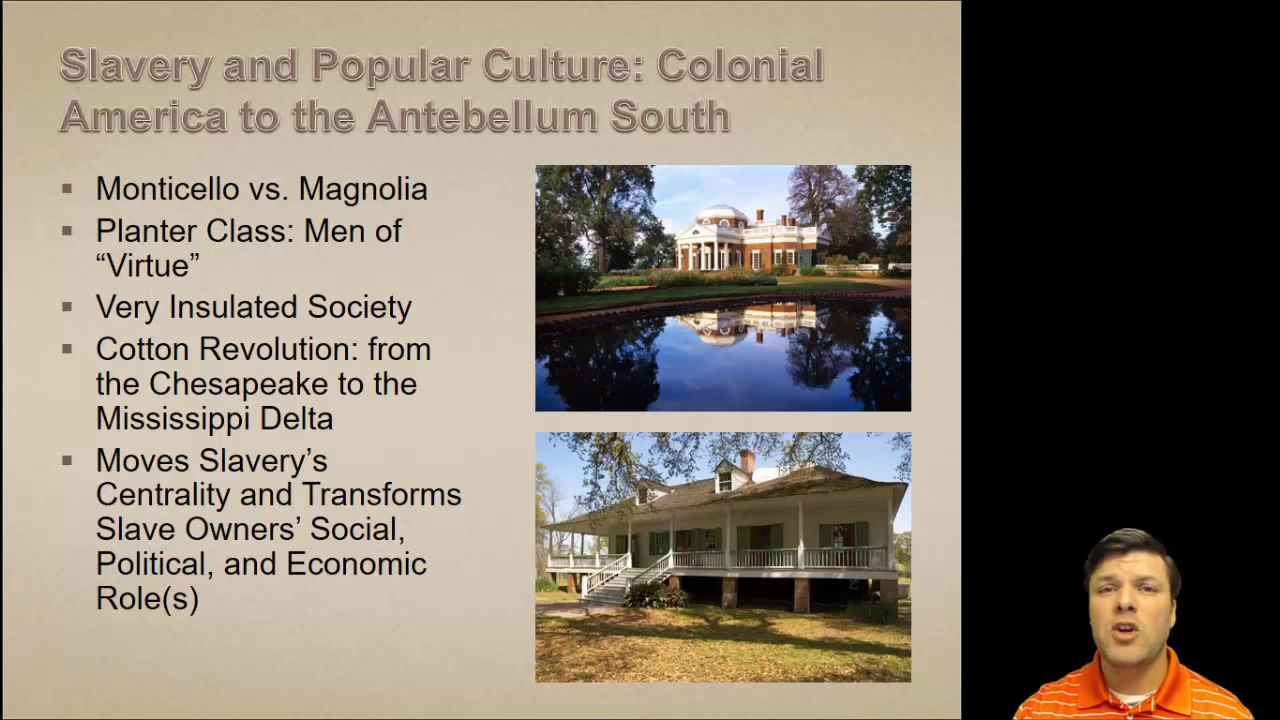 Slavery and Popular Culture: Colonial
America to the Antebellum South
▪ Monticello vs. Magnolia
▪ Planter Class: Men of
“Virtue”
▪ Very Insulated Society
▪ Cotton Revolution: from
the Chesapeake to the
Mississippi Delta
▪ Moves Slavery’s
Centrality and Transforms
Slave Owners’ Social,
Political, and Economic
Role(s)